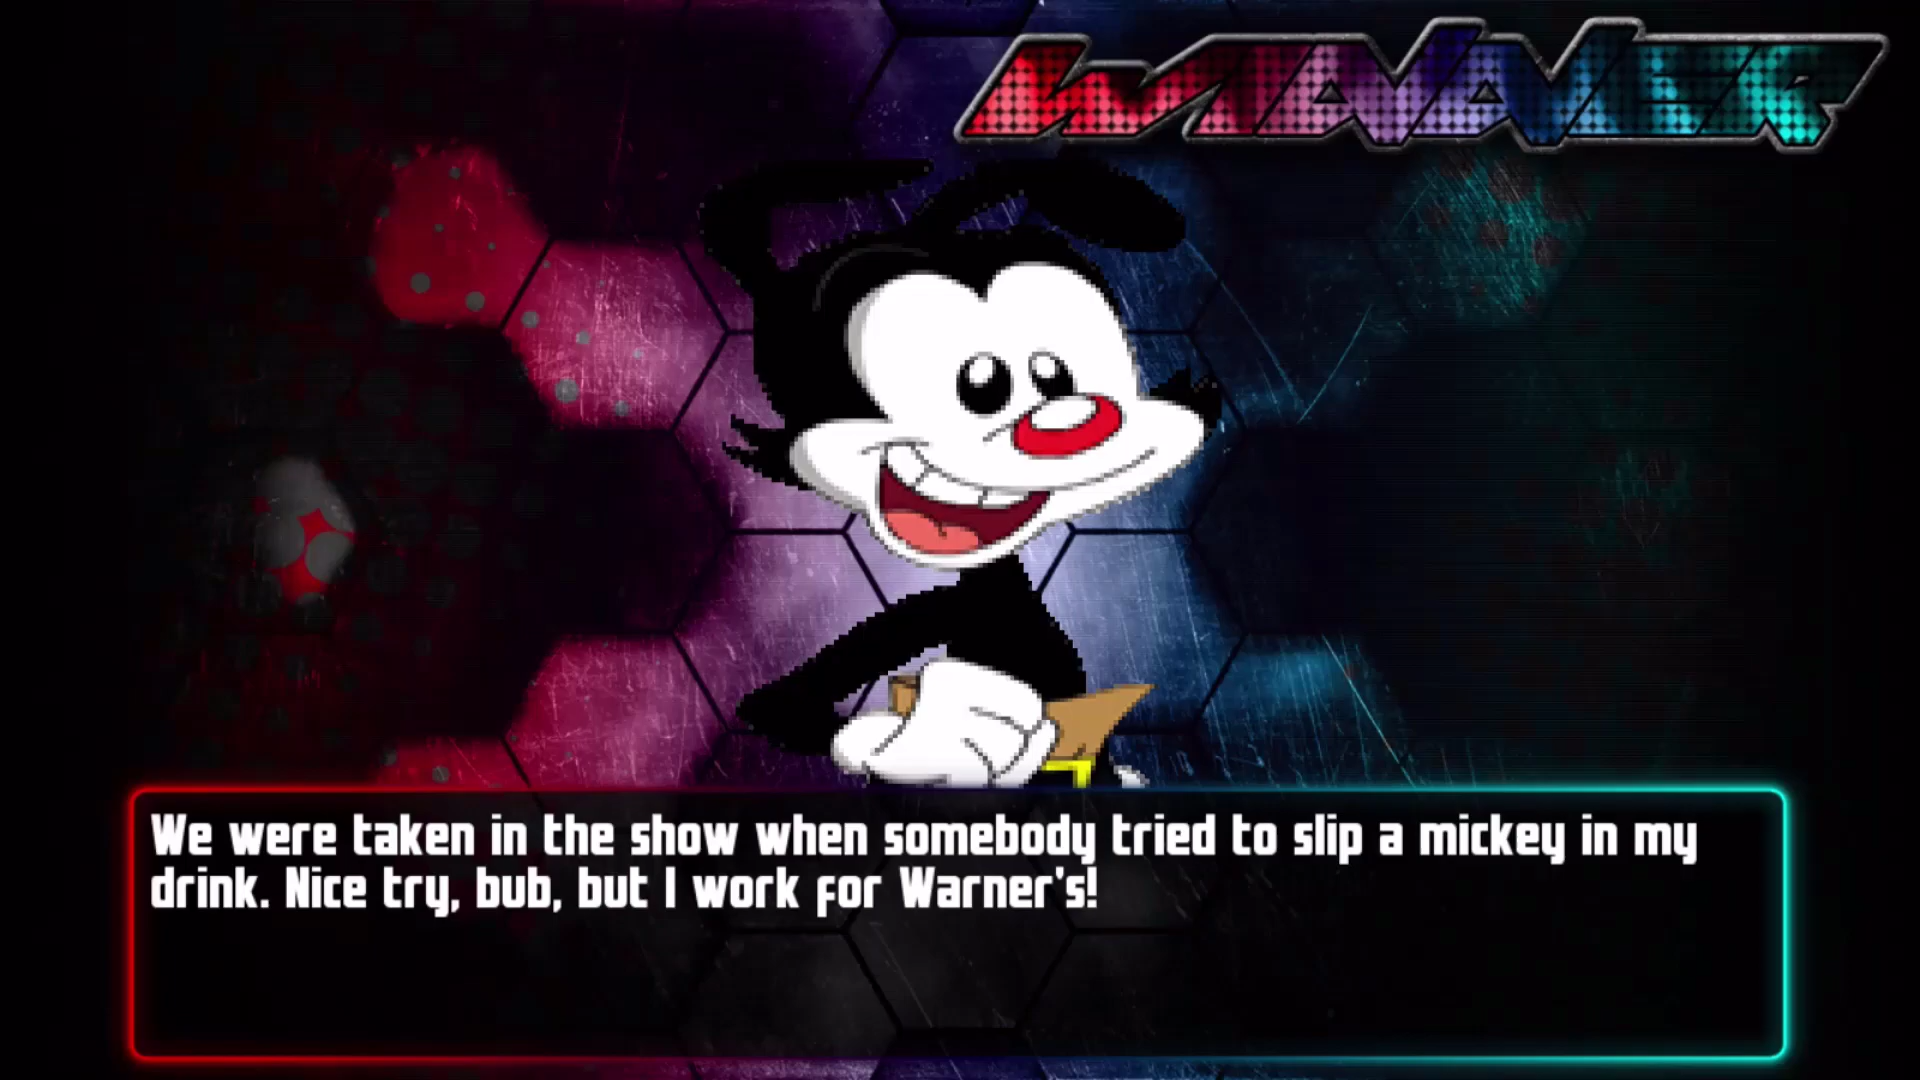 WINNER
We were taken in the show when somebody tried to slip a mickey in my
drink. Nice try, bub, but I work for Warner's!